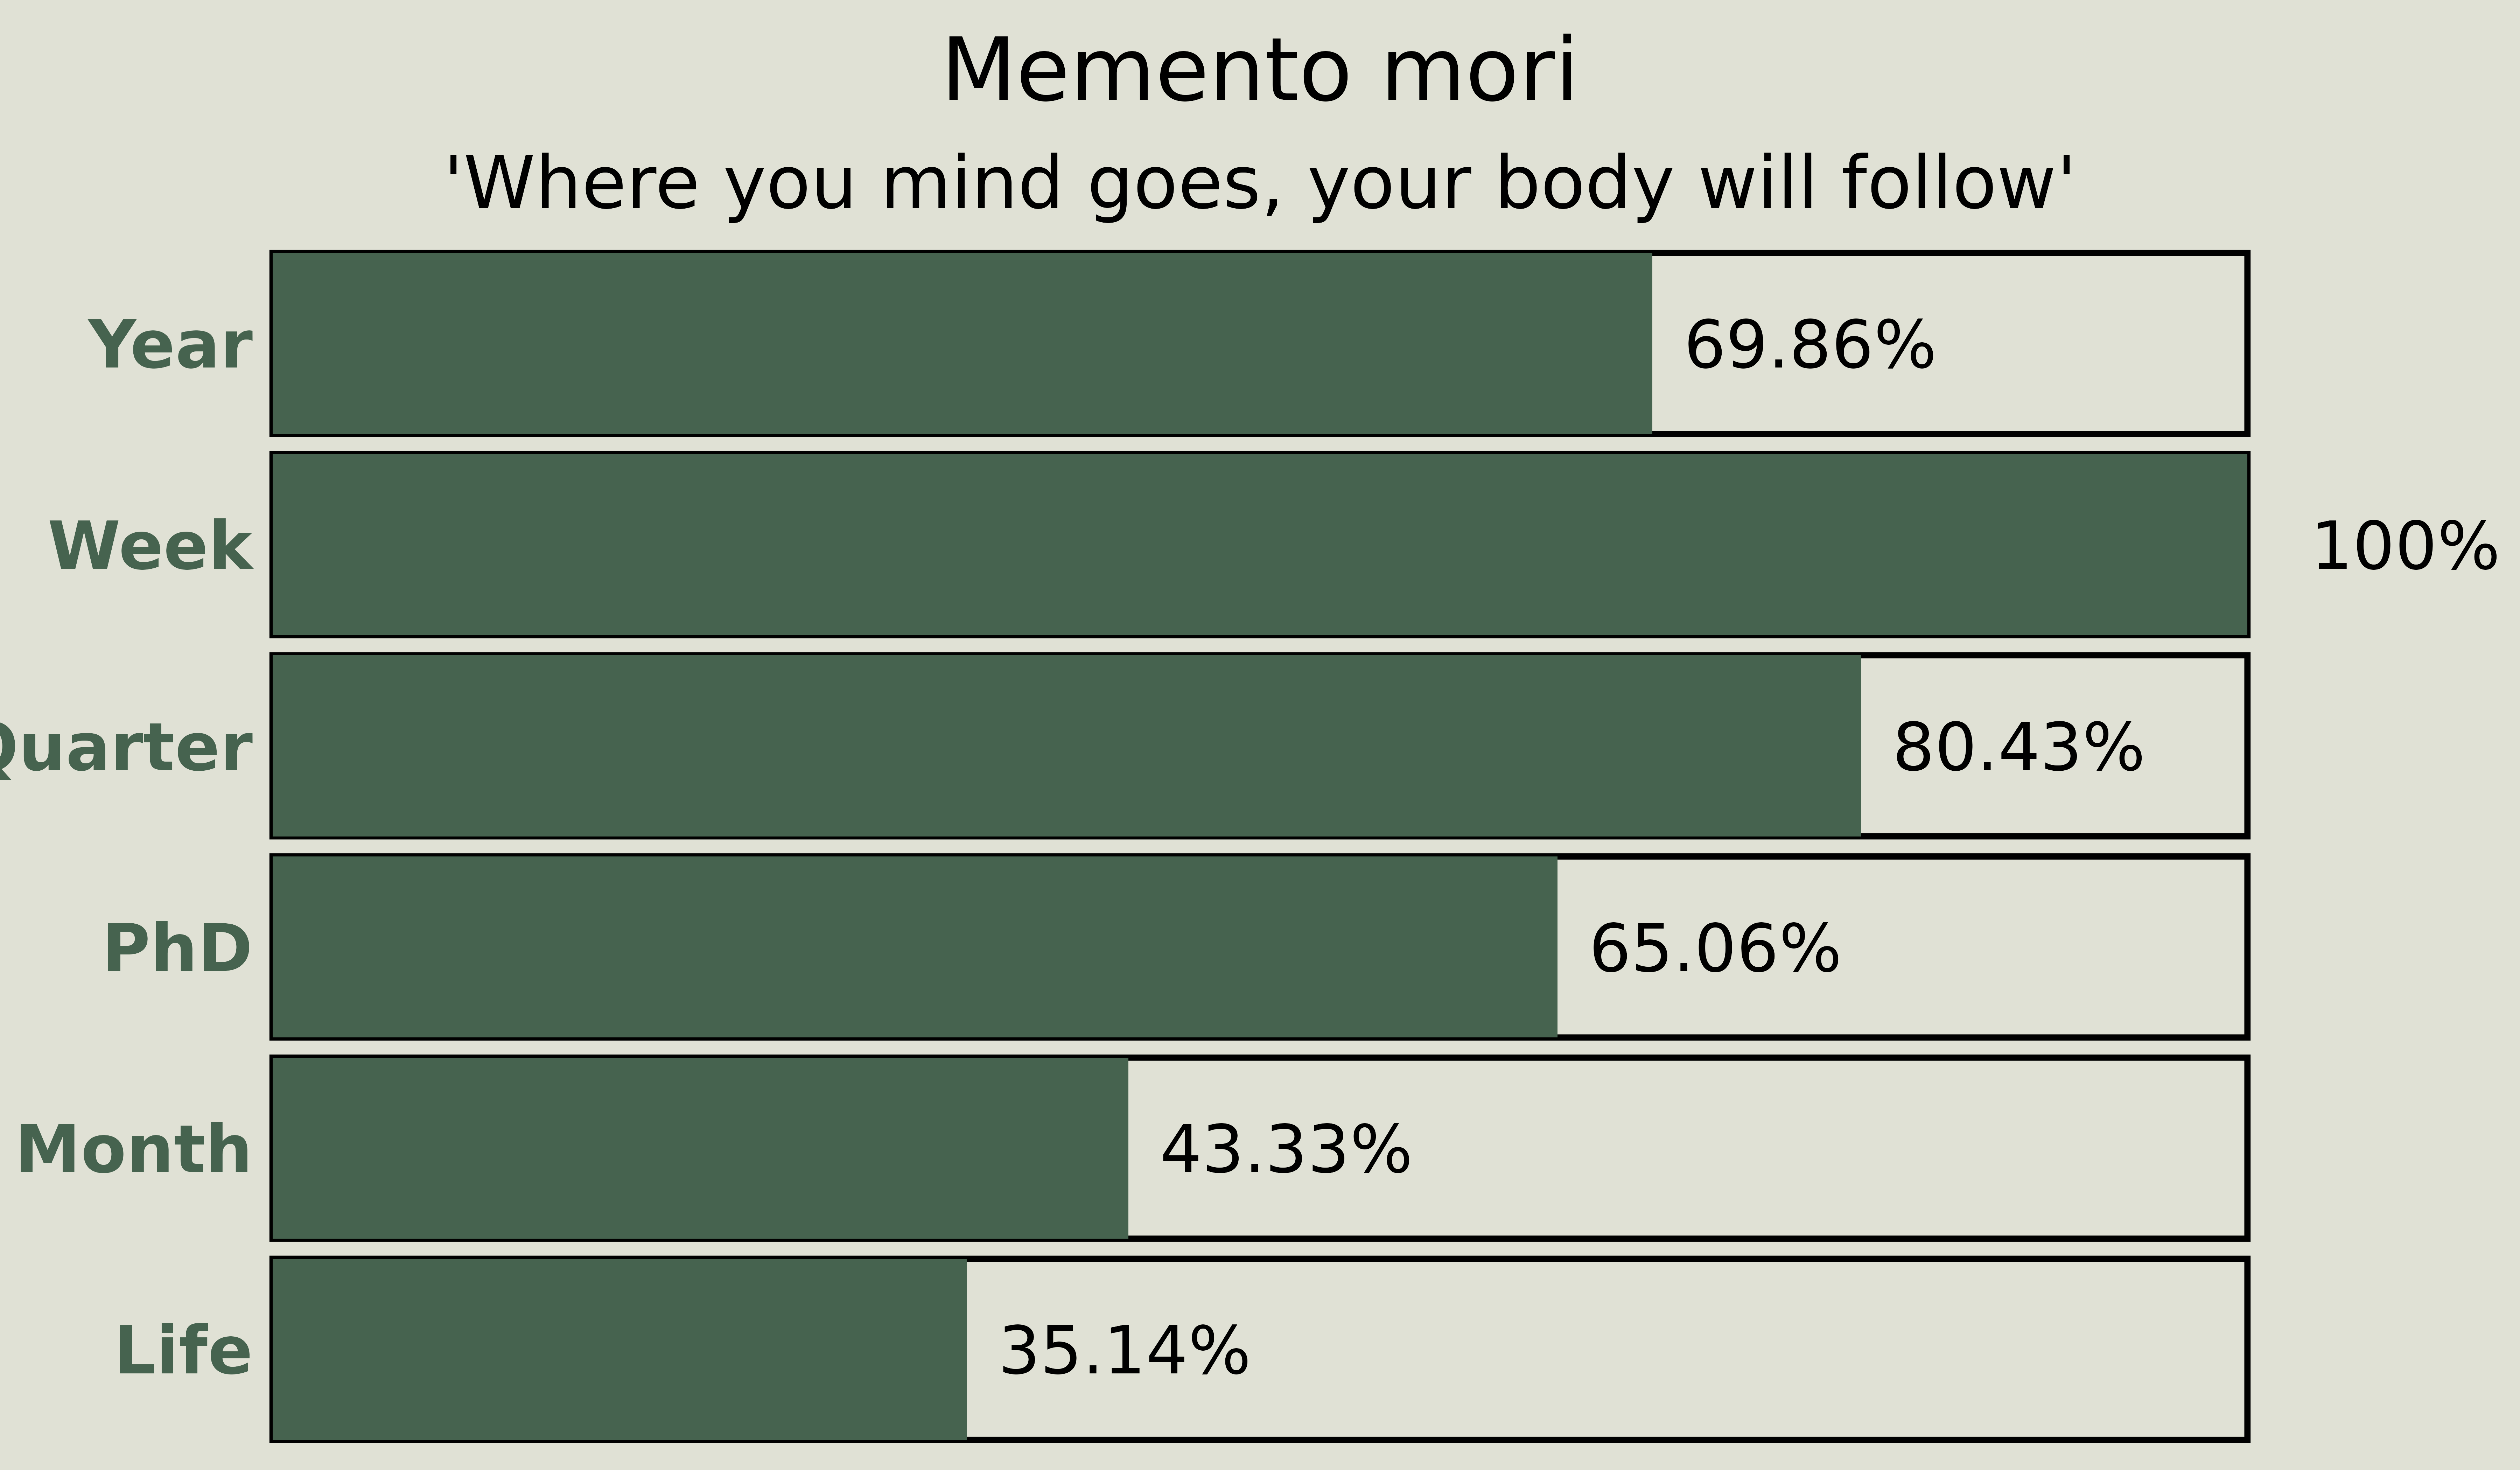 Memento mori
'Where you mind goes, your body will follow'
Year 69.86%
Week 100%
Quarter 80.43%
PhD 65.06%
Month 43.33%
Life 35.14%